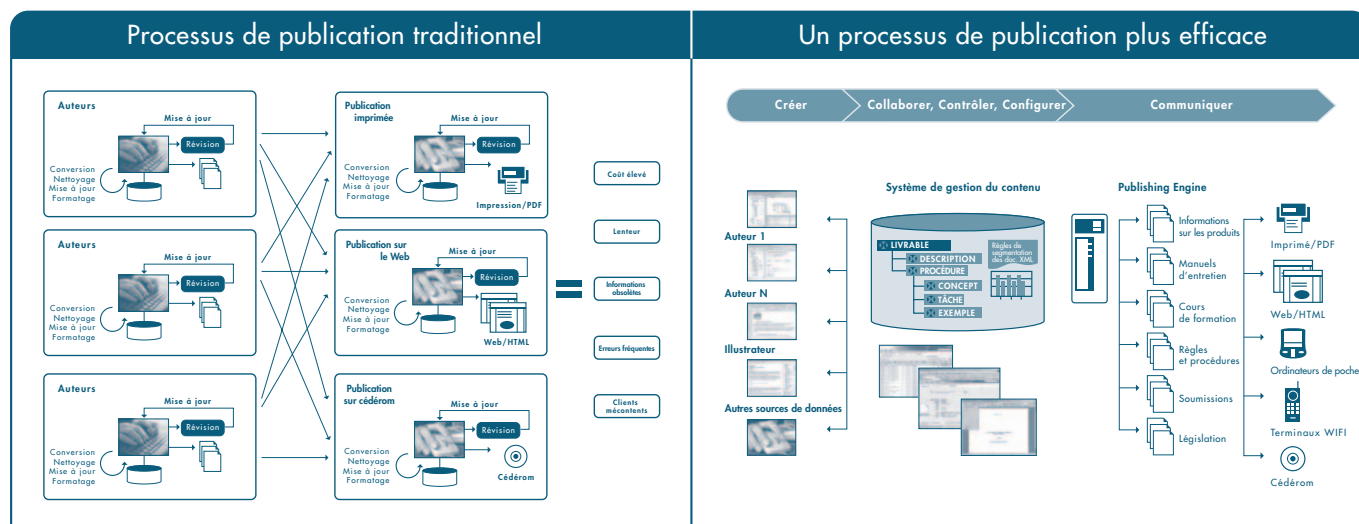 Processus de publication traditionnel
Auteurs
Mise à jour
Révision
Conversion
Nettoyage
Mise à jour
Formatage
Auteurs
Mise à jour
Révision
Conversion
Nettoyage
Mise à jour
Formatage
Auteurs
Mise à jour
Révision
Conversion
Nettoyage
Mise à jour
Formatage
Publication
imprimée
Mise à jour
Révision
Conversion
Nettoyage
Mise à jour
Formatage
Impression/PDF
Publication sur
le Web
Mise à jour
Révision
Conversion
Nettoyage
Mise à jour
Formatage
Web/HTML
Publication
sur cédérom
Mise à jour
Révision
Conversion
Nettoyage
Mise à jour
Formatage
Cédérom
Coût élevé
Lenteur
Informations
obsolètes
Erreurs fréquentes
Clients
mécontents
Un processus de publication plus efficace
Créer
Collaborer, Contrôler, Configurer
Communiquer
Auteur 1
Auteur N
Illustrateur
Autres sources de données
Système de gestion du contenu
LIVRABLE
DESCRIPTION
PROCÉDURE
CONCEPT
TÂCHE
EXEMPLE
Règles de
segmentation
des doc. XML
Publishing Engine
Informations
sur les produits
Manuels
d'entretien
Cours
de formation
Règles
et procédures
Soumissions
Législation
Imprimé/PDF
Web/HTML
Ordinateurs de poche
Terminaux WIFI
Cédérom